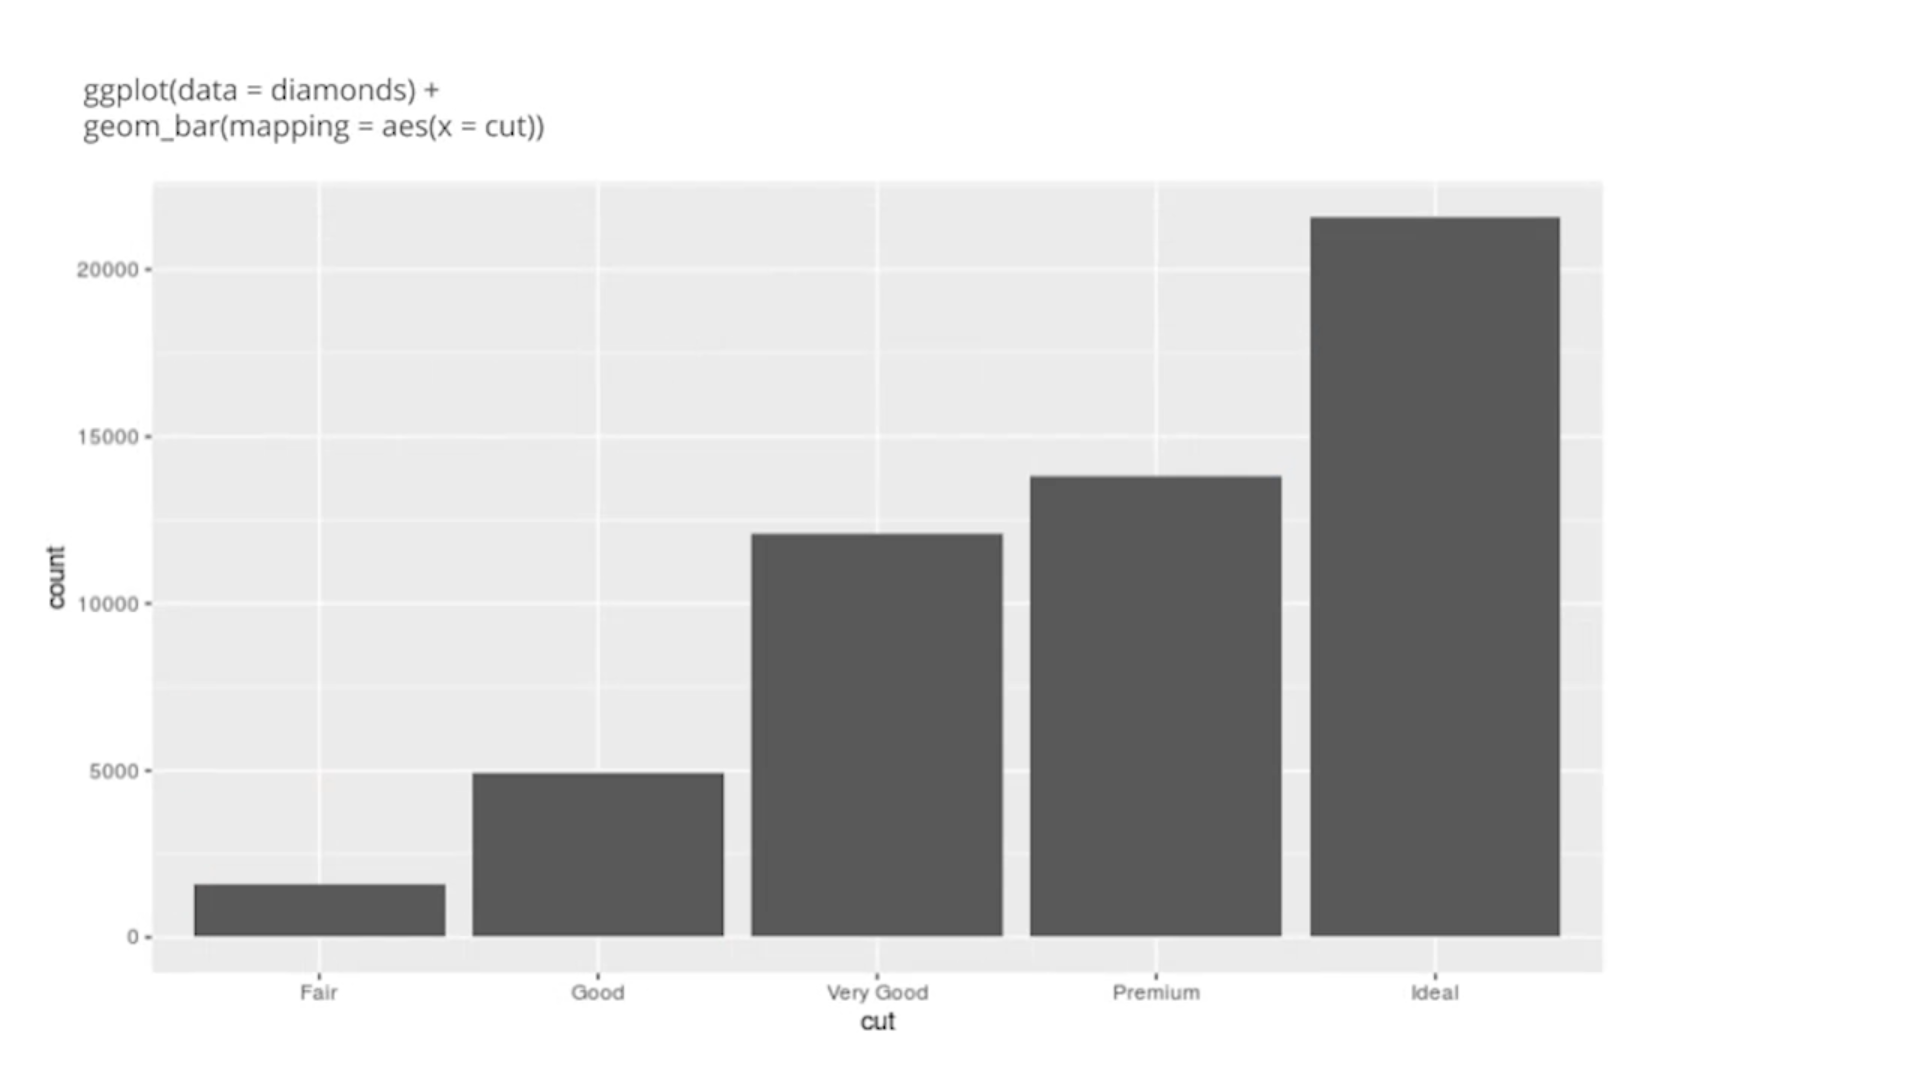 ggplot(data = diamonds) +
geom_bar(mapping = aes(x = cut))
20000
15000
10000
5000
0
count
Fair Good Very Good Premium Ideal
cut